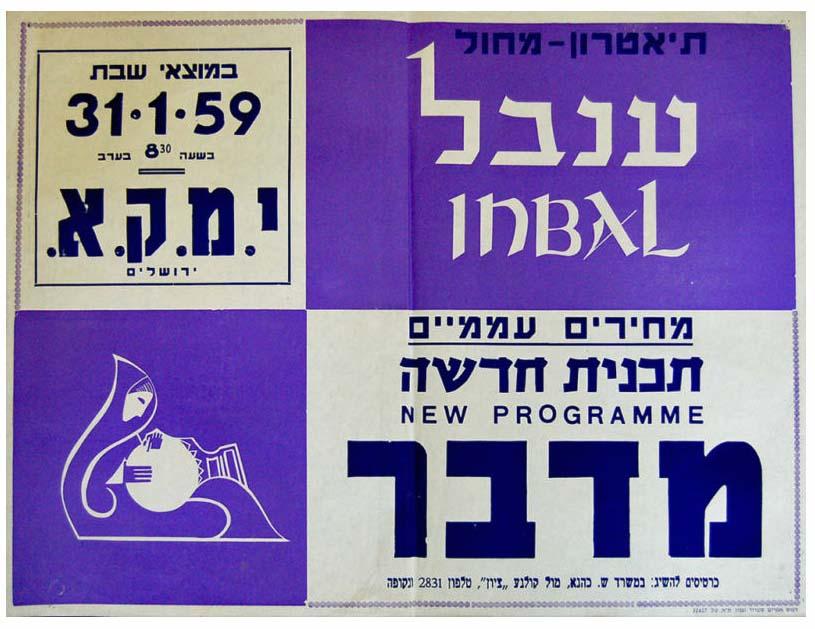 תיאטרון-מחול
ענבל
INBAL
במוצאי שבת
31·1·59
בשעה 8³⁰ בערב
י.מ.ק.א.
ירושלים
מחירים עממיים
תכנית חדשה
NEW PROGRAMME
מדבר
כרטיסים להשיג: במשרד ש. כהנא, מול קולנע „ציון”, טלפון 2831 ובקופה